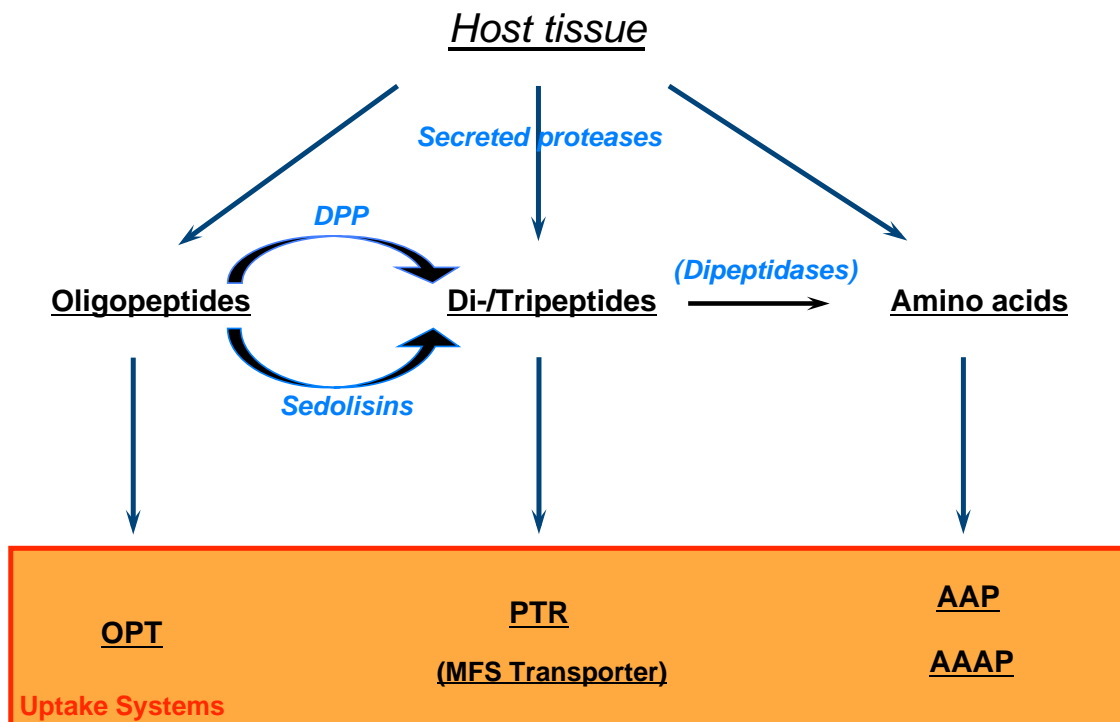 Host tissue
Secreted proteases
DPP
(Dipeptidases)
Oligopeptides
Di-/Tripeptides
Amino acids
Sedolisins
OPT
PTR
(MFS Transporter)
AAP
AAAP
Uptake Systems